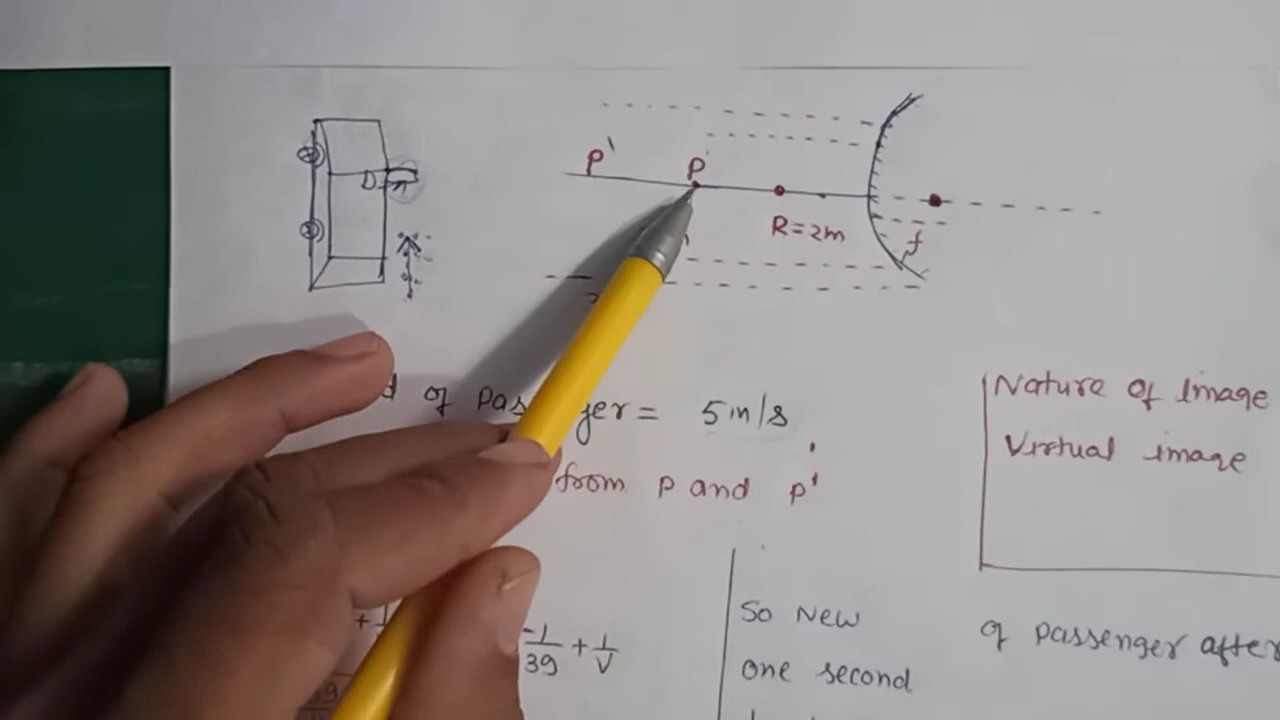 P'
P
D
R=2m
f
of passenger= 5m/s
from P and P'
Nature of Image
Virtual image
-1/39 + 1/V
So New
one second
of passenger after